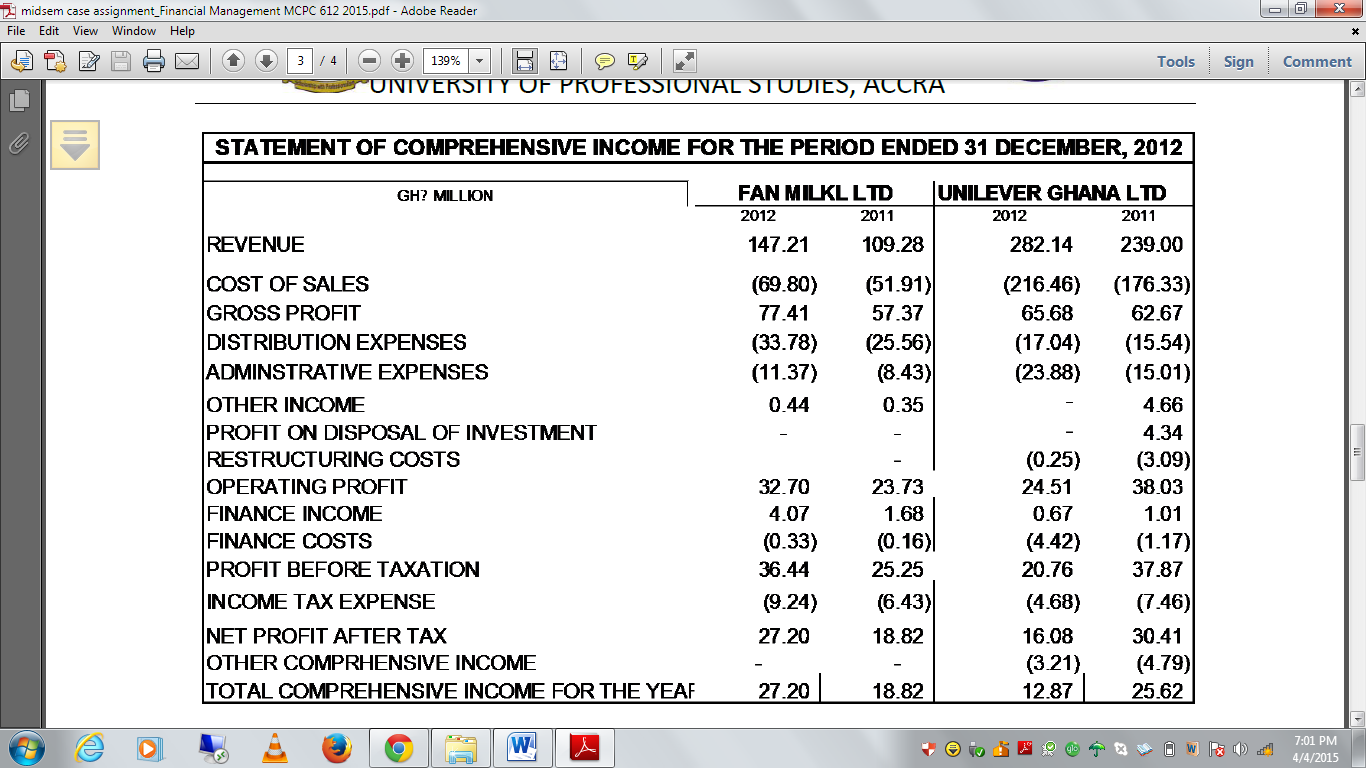 midsem case assignment_Financial Management MCPC 612 2015.pdf - Adobe Reader
File Edit View Window Help
3 / 4 139% Tools Sign Comment
UNIVERSITY OF PROFESSIONAL STUDIES, ACCRA
STATEMENT OF COMPREHENSIVE INCOME FOR THE PERIOD ENDED 31 DECEMBER, 2012
GH? MILLION FAN MILKL LTD UNILEVER GHANA LTD
2012 2011 2012 2011
REVENUE 147.21 109.28 282.14 239.00
COST OF SALES (69.80) (51.91) (216.46) (176.33)
GROSS PROFIT 77.41 57.37 65.68 62.67
DISTRIBUTION EXPENSES (33.78) (25.56) (17.04) (15.54)
ADMINSTRATIVE EXPENSES (11.37) (8.43) (23.88) (15.01)
OTHER INCOME 0.44 0.35 - 4.66
PROFIT ON DISPOSAL OF INVESTMENT - - - 4.34
RESTRUCTURING COSTS - (0.25) (3.09)
OPERATING PROFIT 32.70 23.73 24.51 38.03
FINANCE INCOME 4.07 1.68 0.67 1.01
FINANCE COSTS (0.33) (0.16) (4.42) (1.17)
PROFIT BEFORE TAXATION 36.44 25.25 20.76 37.87
INCOME TAX EXPENSE (9.24) (6.43) (4.68) (7.46)
NET PROFIT AFTER TAX 27.20 18.82 16.08 30.41
OTHER COMPRHENSIVE INCOME - - (3.21) (4.79)
TOTAL COMPREHENSIVE INCOME FOR THE YEAR 27.20 18.82 12.87 25.62
7:01 PM
4/4/2015